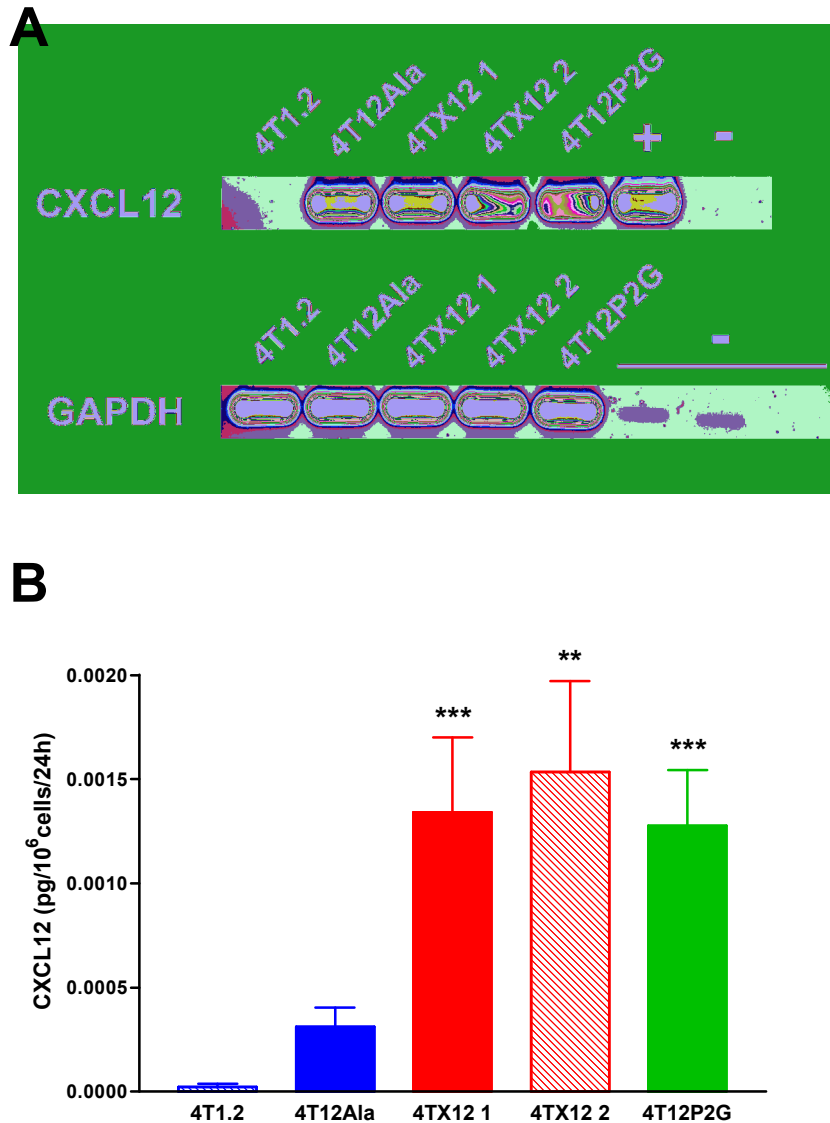 A
4T1.2 4T12Ala 4TX12 1 4TX12 2 4T12P2G + -
CXCL12
4T1.2 4T12Ala 4TX12 1 4TX12 2 4T12P2G -
GAPDH
B
CXCL12 (pg/10⁶cells/24h)
0.0020
0.0015
0.0010
0.0005
0.0000
** 
*** ***
4T1.2 4T12Ala 4TX12 1 4TX12 2 4T12P2G